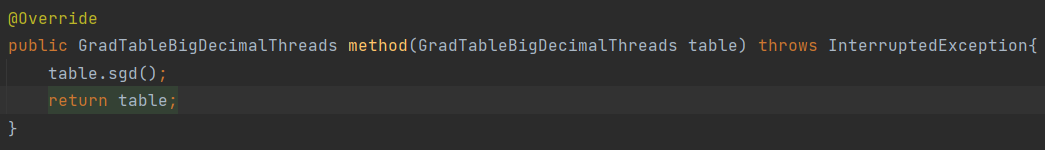 @Override
public GradTableBigDecimalThreads method(GradTableBigDecimalThreads table) throws InterruptedException{
    table.sgd();
    return table;
}